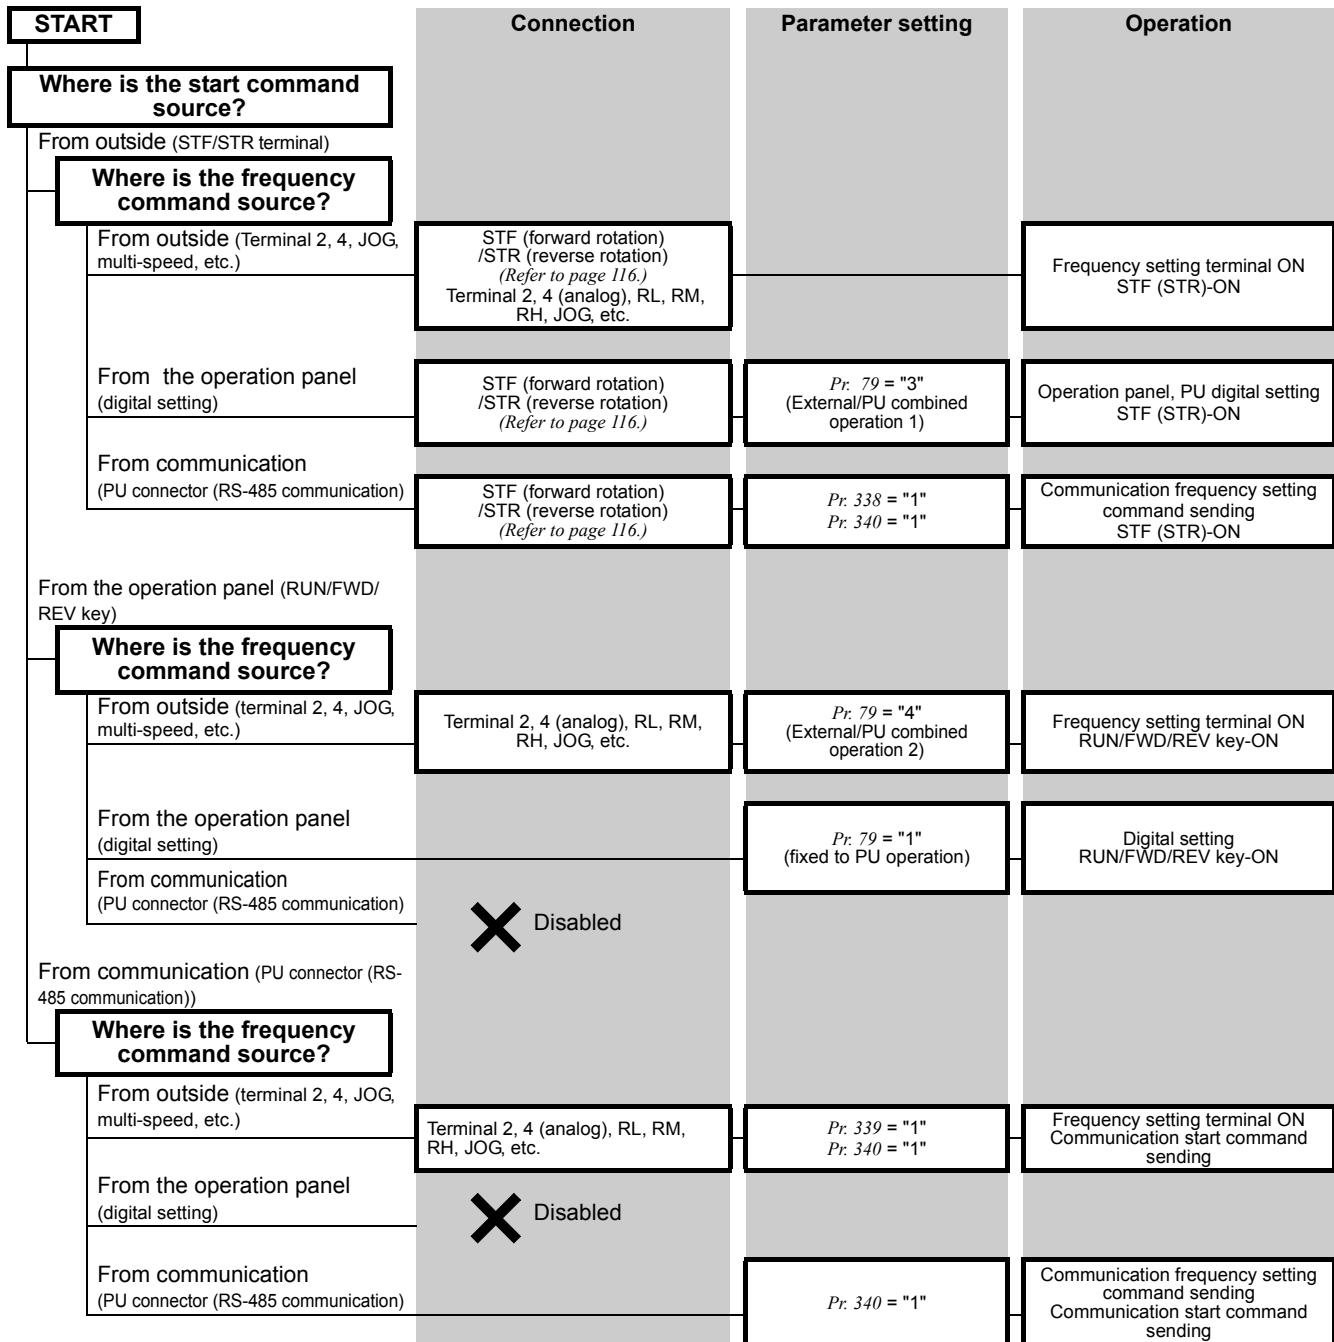 START
Connection
Parameter setting
Operation
Where is the start command
source?
From outside (STF/STR terminal)
Where is the frequency
command source?
From outside (Terminal 2, 4, JOG,
multi-speed, etc.)
STF (forward rotation)
/STR (reverse rotation)
(Refer to page 116.)
Terminal 2, 4 (analog), RL, RM,
RH, JOG, etc.
Frequency setting terminal ON
STF (STR)-ON
From the operation panel
(digital setting)
STF (forward rotation)
/STR (reverse rotation)
(Refer to page 116.)
Pr. 79 = "3"
(External/PU combined
operation 1)
Operation panel, PU digital setting
STF (STR)-ON
From communication
(PU connector (RS-485 communication)
STF (forward rotation)
/STR (reverse rotation)
(Refer to page 116.)
Pr. 338 = "1"
Pr. 340 = "1"
Communication frequency setting
command sending
STF (STR)-ON
From the operation panel (RUN/FWD/
REV key)
Where is the frequency
command source?
From outside (terminal 2, 4, JOG,
multi-speed, etc.)
Terminal 2, 4 (analog), RL, RM,
RH, JOG, etc.
Pr. 79 = "4"
(External/PU combined
operation 2)
Frequency setting terminal ON
RUN/FWD/REV key-ON
From the operation panel
(digital setting)
Pr. 79 = "1"
(fixed to PU operation)
Digital setting
RUN/FWD/REV key-ON
From communication
(PU connector (RS-485 communication)
Disabled
From communication (PU connector (RS-
485 communication))
Where is the frequency
command source?
From outside (terminal 2, 4, JOG,
multi-speed, etc.)
Terminal 2, 4 (analog), RL, RM,
RH, JOG, etc.
Pr. 339 = "1"
Pr. 340 = "1"
Frequency setting terminal ON
Communication start command
sending
From the operation panel
(digital setting)
Disabled
From communication
(PU connector (RS-485 communication)
Pr. 340 = "1"
Communication frequency setting
command sending
Communication start command
sending